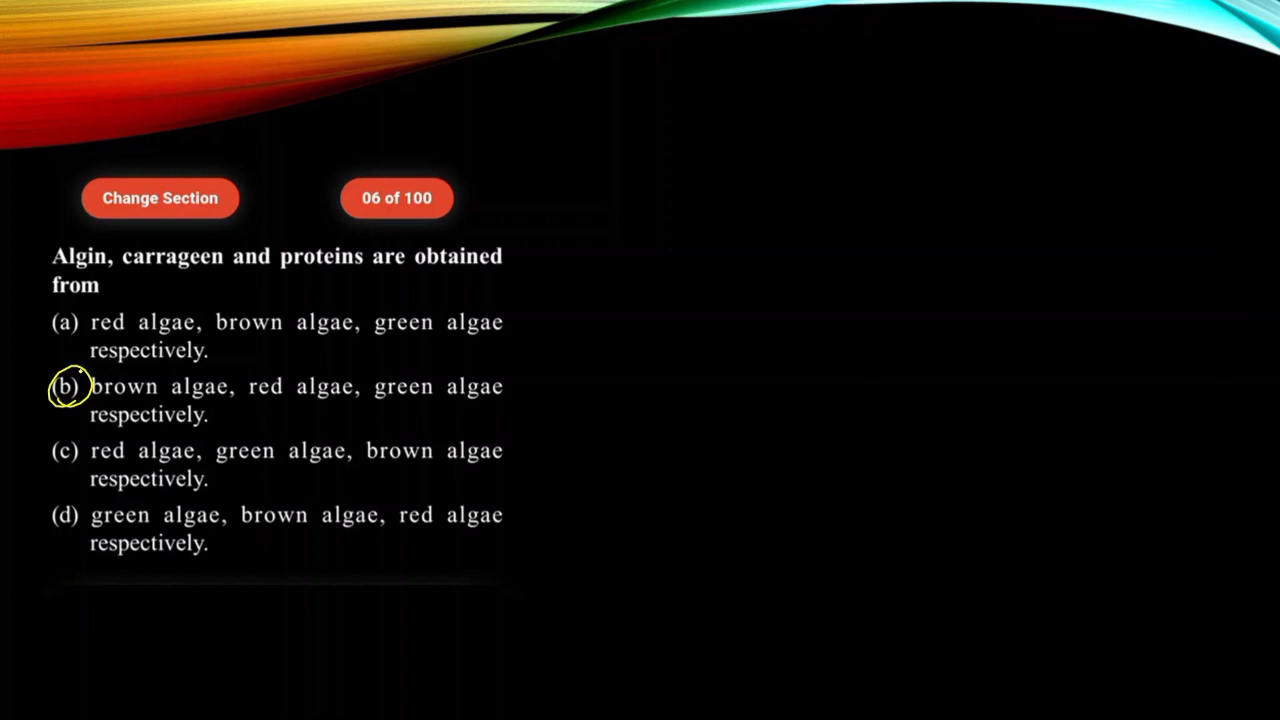 Change Section
06 of 100
Algin, carrageen and proteins are obtained
from
(a) red algae, brown algae, green algae
respectively.
(b) brown algae, red algae, green algae
respectively.
(c) red algae, green algae, brown algae
respectively.
(d) green algae, brown algae, red algae
respectively.